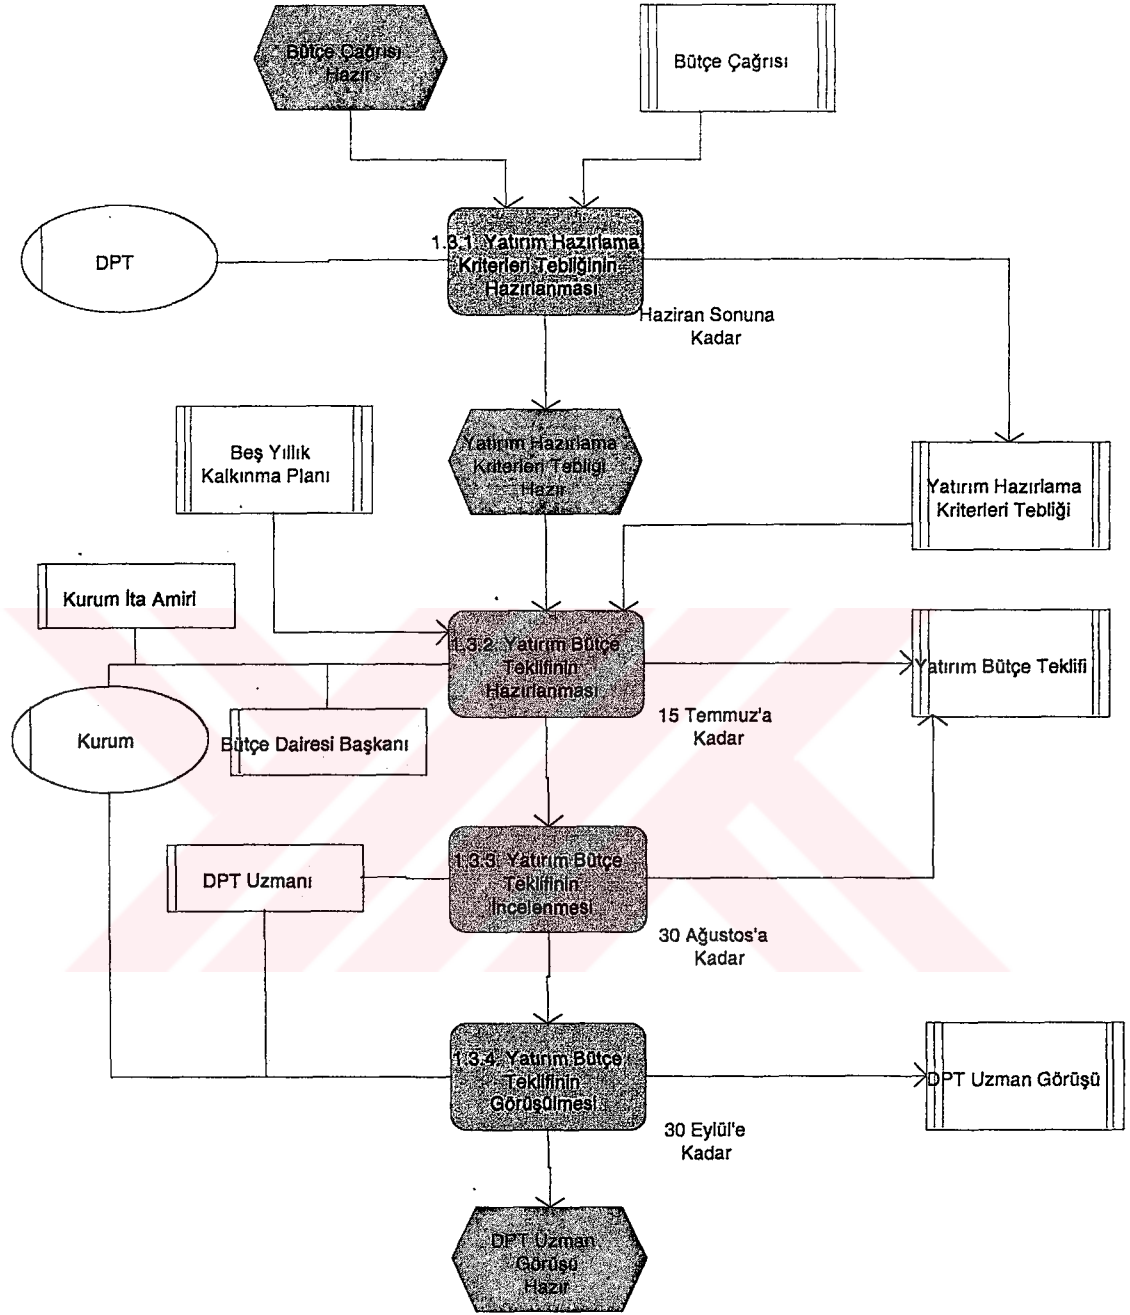 Bütçe Çağrısı
Hazır
Bütçe Çağrısı
DPT
1.3.1. Yatırım Hazırlama
Kriterleri Tebliğinin
Hazırlanması
Haziran Sonuna
Kadar
Beş Yıllık
Kalkınma Planı
Yatırım Hazırlama
Kriterleri Tebliği
Hazır
Yatırım Hazırlama
Kriterleri Tebliği
Kurum İta Amiri
1.3.2. Yatırım Bütçe
Teklifinin
Hazırlanması
Yatırım Bütçe Teklifi
15 Temmuz'a
Kadar
Kurum
Bütçe Dairesi Başkanı
DPT Uzmanı
1.3.3. Yatırım Bütçe
Teklifinin
İncelenmesi
30 Ağustos'a
Kadar
1.3.4. Yatırım Bütçe
Teklifinin
Görüşülmesi
DPT Uzman Görüşü
30 Eylül'e
Kadar
DPT Uzman
Görüşü
Hazır